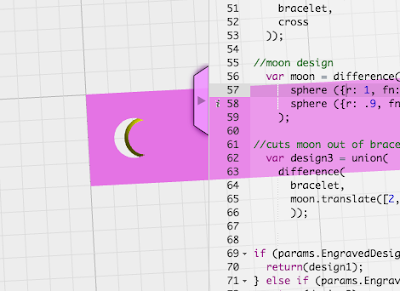 51 bracelet,
52 cross
53 ));
54
55 //moon design
56 var moon = difference(
57 sphere ({r: 1, fn:
i 58 sphere ({r: .9, fn:
59 );
60
61 //cuts moon out of brace
62 var design3 = union(
63 difference(
64 bracelet,
65 moon.translate([2,
66 ));
67
68
69 if (params.EngravedDesig
70 return(design1);
71 } else if (params.Engrave